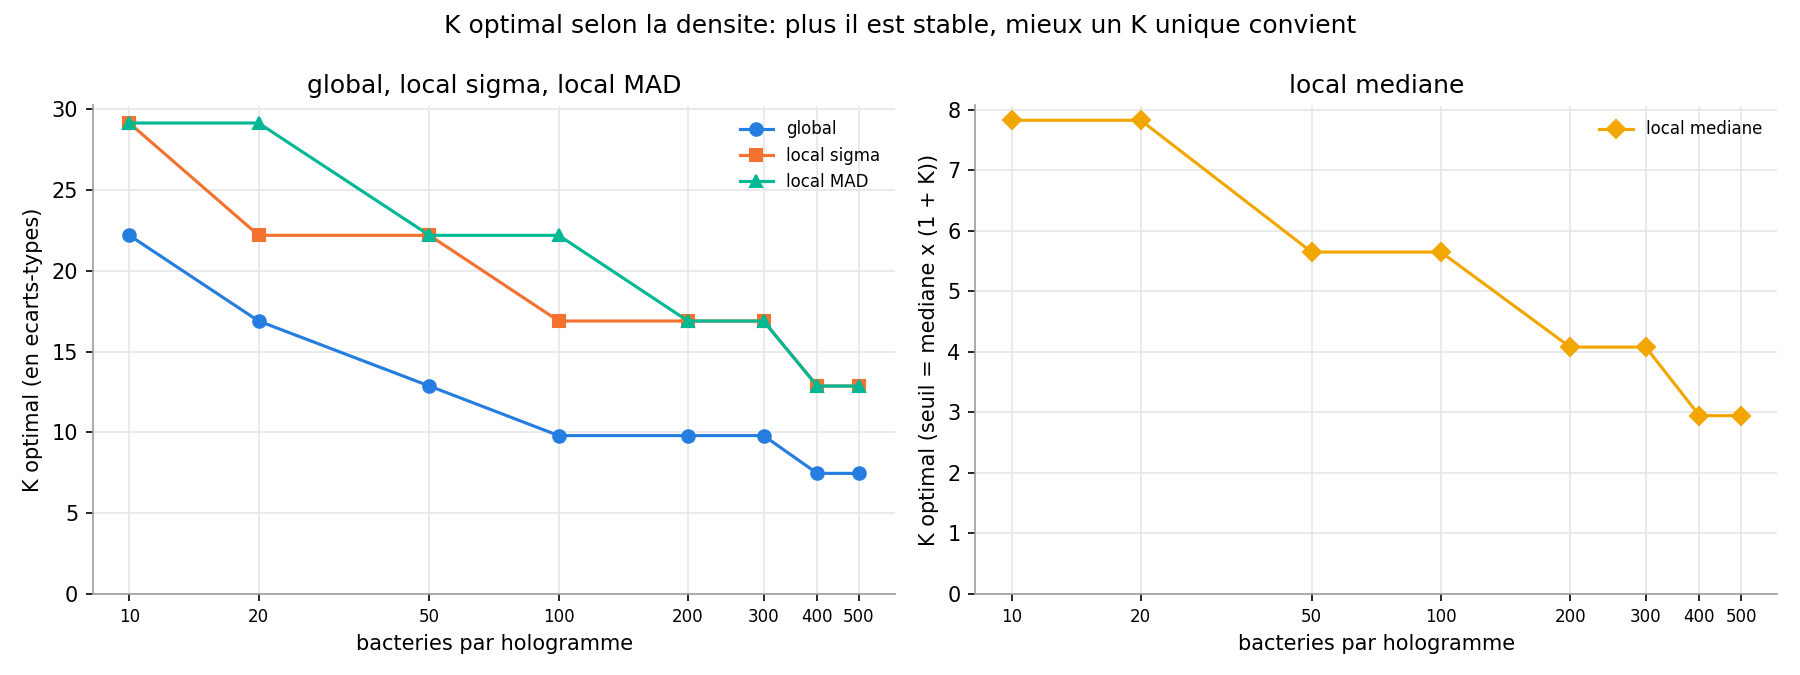 K optimal selon la densite: plus il est stable, mieux un K unique convient
global, local sigma, local MAD
K optimal (en ecarts-types)
30
25
20
15
10
5
0
global
local sigma
local MAD
10 20 50 100 200 300 400 500
bacteries par hologramme
local mediane
K optimal (seuil = mediane x (1 + K))
8
7
6
5
4
3
2
1
0
local mediane
10 20 50 100 200 300 400 500
bacteries par hologramme